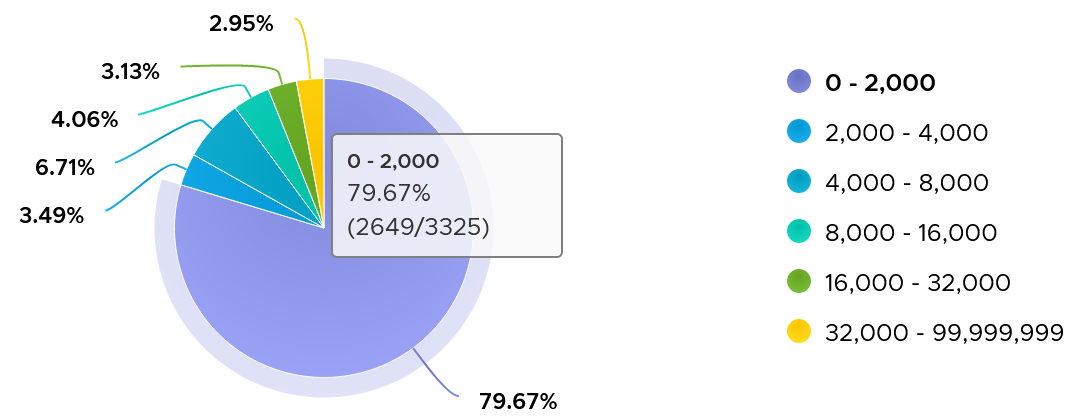 2.95%
3.13%
4.06%
6.71%
3.49%
0 - 2,000
79.67%
(2649/3325)
79.67%
0 - 2,000
2,000 - 4,000
4,000 - 8,000
8,000 - 16,000
16,000 - 32,000
32,000 - 99,999,999